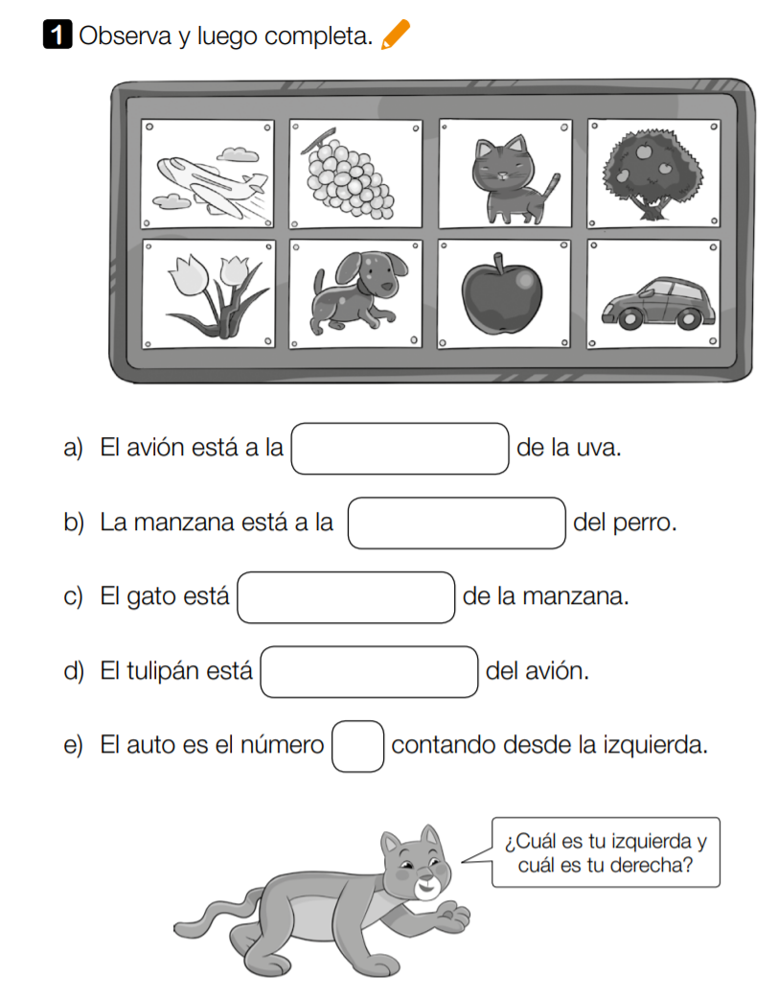 1 Observa y luego completa.
a) El avión está a la de la uva.
b) La manzana está a la del perro.
c) El gato está de la manzana.
d) El tulipán está del avión.
e) El auto es el número contando desde la izquierda.
¿Cuál es tu izquierda y
cuál es tu derecha?